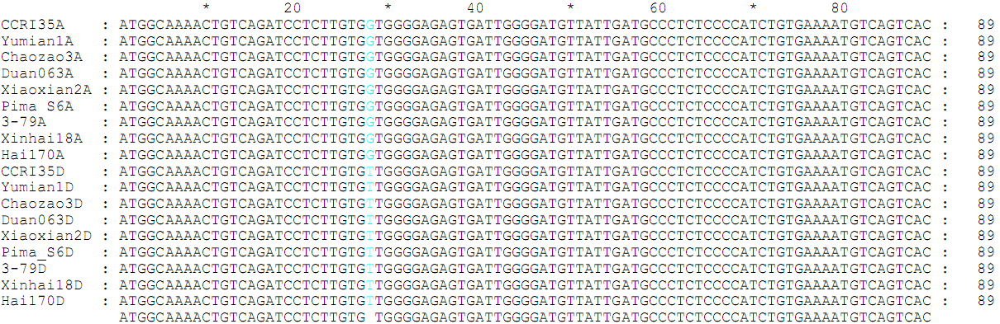 * 20 * 40 * 60 * 80
CCRI35A : ATGGCAAAACTGTCAGATCCTCTTGTGGTGGGGAGAGTGATTGGGGATGTTATTGATGCCCTCTCCCCATCTGTGAAAATGTCAGTCAC : 89
Yumian1A : ATGGCAAAACTGTCAGATCCTCTTGTGGTGGGGAGAGTGATTGGGGATGTTATTGATGCCCTCTCCCCATCTGTGAAAATGTCAGTCAC : 89
Chaozao3A : ATGGCAAAACTGTCAGATCCTCTTGTGGTGGGGAGAGTGATTGGGGATGTTATTGATGCCCTCTCCCCATCTGTGAAAATGTCAGTCAC : 89
Duan063A : ATGGCAAAACTGTCAGATCCTCTTGTGGTGGGGAGAGTGATTGGGGATGTTATTGATGCCCTCTCCCCATCTGTGAAAATGTCAGTCAC : 89
Xiaoxian2A : ATGGCAAAACTGTCAGATCCTCTTGTGGTGGGGAGAGTGATTGGGGATGTTATTGATGCCCTCTCCCCATCTGTGAAAATGTCAGTCAC : 89
Pima S6A : ATGGCAAAACTGTCAGATCCTCTTGTGGTGGGGAGAGTGATTGGGGATGTTATTGATGCCCTCTCCCCATCTGTGAAAATGTCAGTCAC : 89
3-79A : ATGGCAAAACTGTCAGATCCTCTTGTGGTGGGGAGAGTGATTGGGGATGTTATTGATGCCCTCTCCCCATCTGTGAAAATGTCAGTCAC : 89
Xinhai18A : ATGGCAAAACTGTCAGATCCTCTTGTGGTGGGGAGAGTGATTGGGGATGTTATTGATGCCCTCTCCCCATCTGTGAAAATGTCAGTCAC : 89
Hai170A : ATGGCAAAACTGTCAGATCCTCTTGTGGTGGGGAGAGTGATTGGGGATGTTATTGATGCCCTCTCCCCATCTGTGAAAATGTCAGTCAC : 89
CCRI35D : ATGGCAAAACTGTCAGATCCTCTTGTGTTGGGGAGAGTGATTGGGGATGTTATTGATGCCCTCTCCCCATCTGTGAAAATGTCAGTCAC : 89
Yumian1D : ATGGCAAAACTGTCAGATCCTCTTGTGTTGGGGAGAGTGATTGGGGATGTTATTGATGCCCTCTCCCCATCTGTGAAAATGTCAGTCAC : 89
Chaozao3D : ATGGCAAAACTGTCAGATCCTCTTGTGTTGGGGAGAGTGATTGGGGATGTTATTGATGCCCTCTCCCCATCTGTGAAAATGTCAGTCAC : 89
Duan063D : ATGGCAAAACTGTCAGATCCTCTTGTGTTGGGGAGAGTGATTGGGGATGTTATTGATGCCCTCTCCCCATCTGTGAAAATGTCAGTCAC : 89
Xiaoxian2D : ATGGCAAAACTGTCAGATCCTCTTGTGTTGGGGAGAGTGATTGGGGATGTTATTGATGCCCTCTCCCCATCTGTGAAAATGTCAGTCAC : 89
Pima_S6D : ATGGCAAAACTGTCAGATCCTCTTGTGTTGGGGAGAGTGATTGGGGATGTTATTGATGCCCTCTCCCCATCTGTGAAAATGTCAGTCAC : 89
3-79D : ATGGCAAAACTGTCAGATCCTCTTGTGTTGGGGAGAGTGATTGGGGATGTTATTGATGCCCTCTCCCCATCTGTGAAAATGTCAGTCAC : 89
Xinhai18D : ATGGCAAAACTGTCAGATCCTCTTGTGTTGGGGAGAGTGATTGGGGATGTTATTGATGCCCTCTCCCCATCTGTGAAAATGTCAGTCAC : 89
Hai170D : ATGGCAAAACTGTCAGATCCTCTTGTGTTGGGGAGAGTGATTGGGGATGTTATTGATGCCCTCTCCCCATCTGTGAAAATGTCAGTCAC : 89
ATGGCAAAACTGTCAGATCCTCTTGTG TGGGGAGAGTGATTGGGGATGTTATTGATGCCCTCTCCCCATCTGTGAAAATGTCAGTCAC